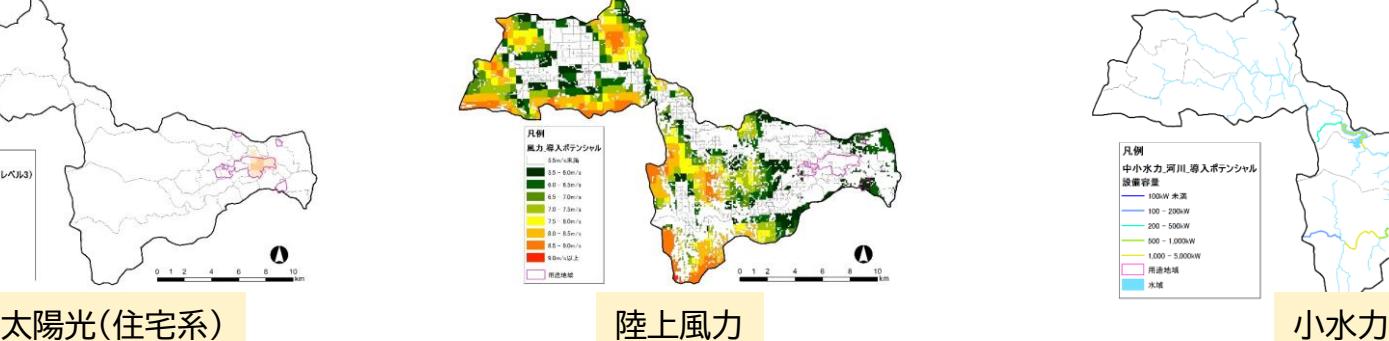 レベル3)
0 1 2 4 6 8 10
km
太陽光(住宅系)
凡例
風力_導入ポテンシャル
5.5m/s未満
5.5 - 6.0m/s
6.0 - 6.5m/s
6.5 - 7.0m/s
7.0 - 7.5m/s
7.5 - 8.0m/s
8.0 - 8.5m/s
8.5 - 9.0m/s
9.0m/s以上
用途地域
0 1 2 4 6 8 10
km
陸上風力
凡例
中小水力_河川_導入ポテンシャル
設備容量
100kW 未満
100 - 200kW
200 - 500kW
500 - 1,000kW
1,000 - 5,000kW
用途地域
水域
小水力